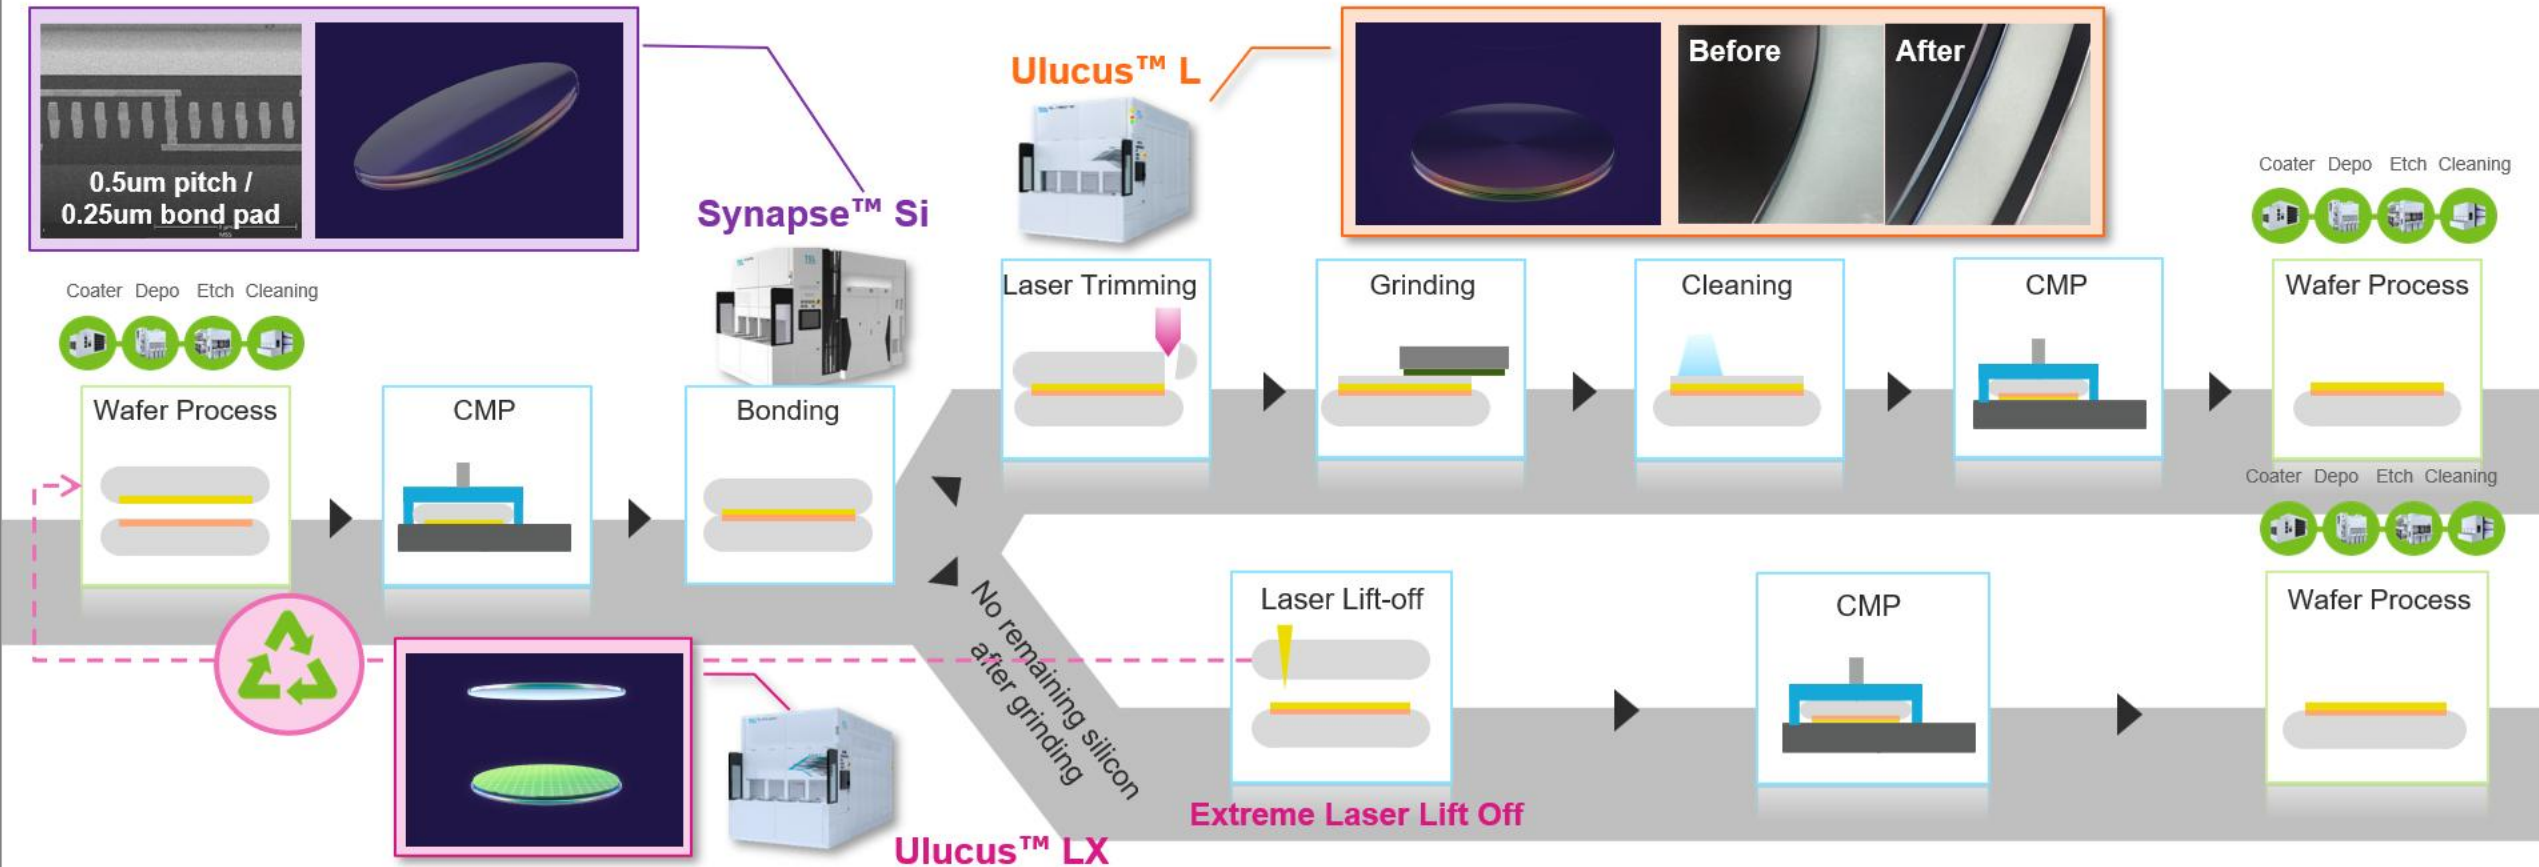 0.5um pitch /
0.25um bond pad
Synapse™ Si
Ulucus™ L
Before
After
Coater Depo Etch Cleaning
Wafer Process
CMP
Bonding
Laser Trimming
Grinding
Cleaning
CMP
Coater Depo Etch Cleaning
Wafer Process
No remaining silicon
after grinding
Laser Lift-off
CMP
Coater Depo Etch Cleaning
Wafer Process
Extreme Laser Lift Off
Ulucus™ LX